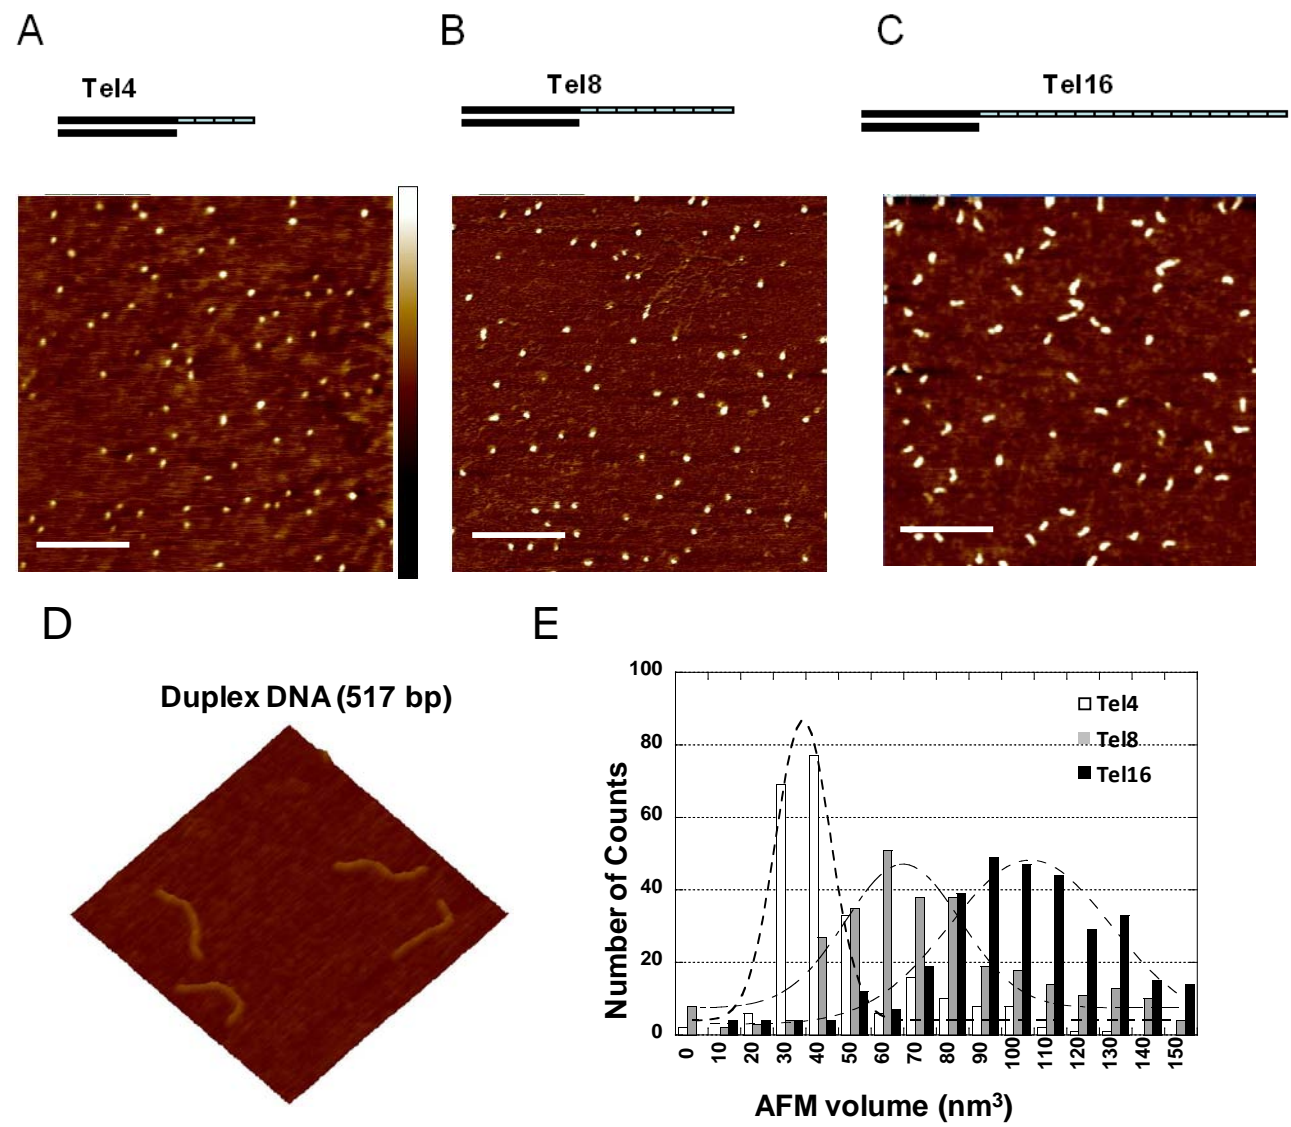 A
B
C
Tel4
Tel8
Tel16
D
E
Duplex DNA (517 bp)
100
80
60
40
20
0
Number of Counts
Tel4
Tel8
Tel16
0 10 20 30 40 50 60 70 80 90 100 110 120 130 140 150
AFM volume (nm³)